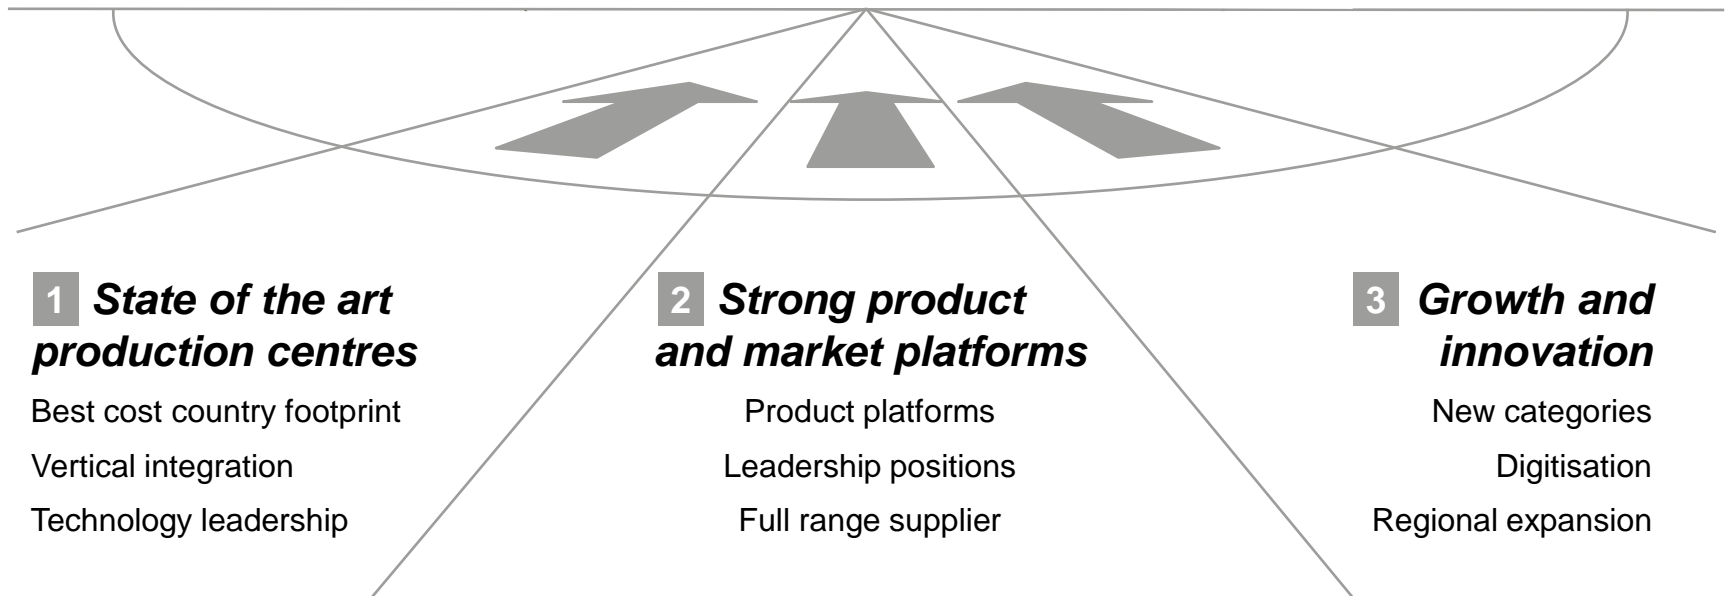 1 State of the art
production centres
Best cost country footprint
Vertical integration
Technology leadership
2 Strong product
and market platforms
Product platforms
Leadership positions
Full range supplier
3 Growth and
innovation
New categories
Digitisation
Regional expansion